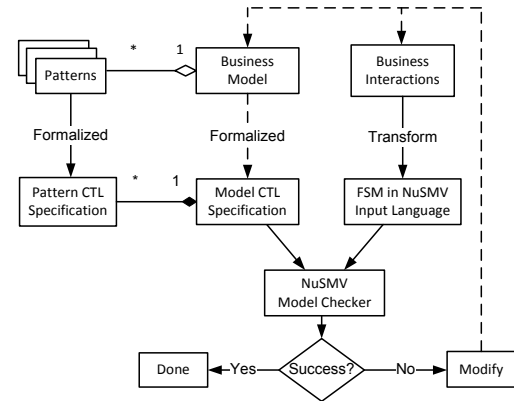 * 1
Business
Model
Business
Interactions
Patterns
Formalized
Formalized
Transform
Pattern CTL
Specification
* 1
Model CTL
Specification
FSM in NuSMV
Input Language
NuSMV
Model Checker
Done
Yes
Success?
No
Modify